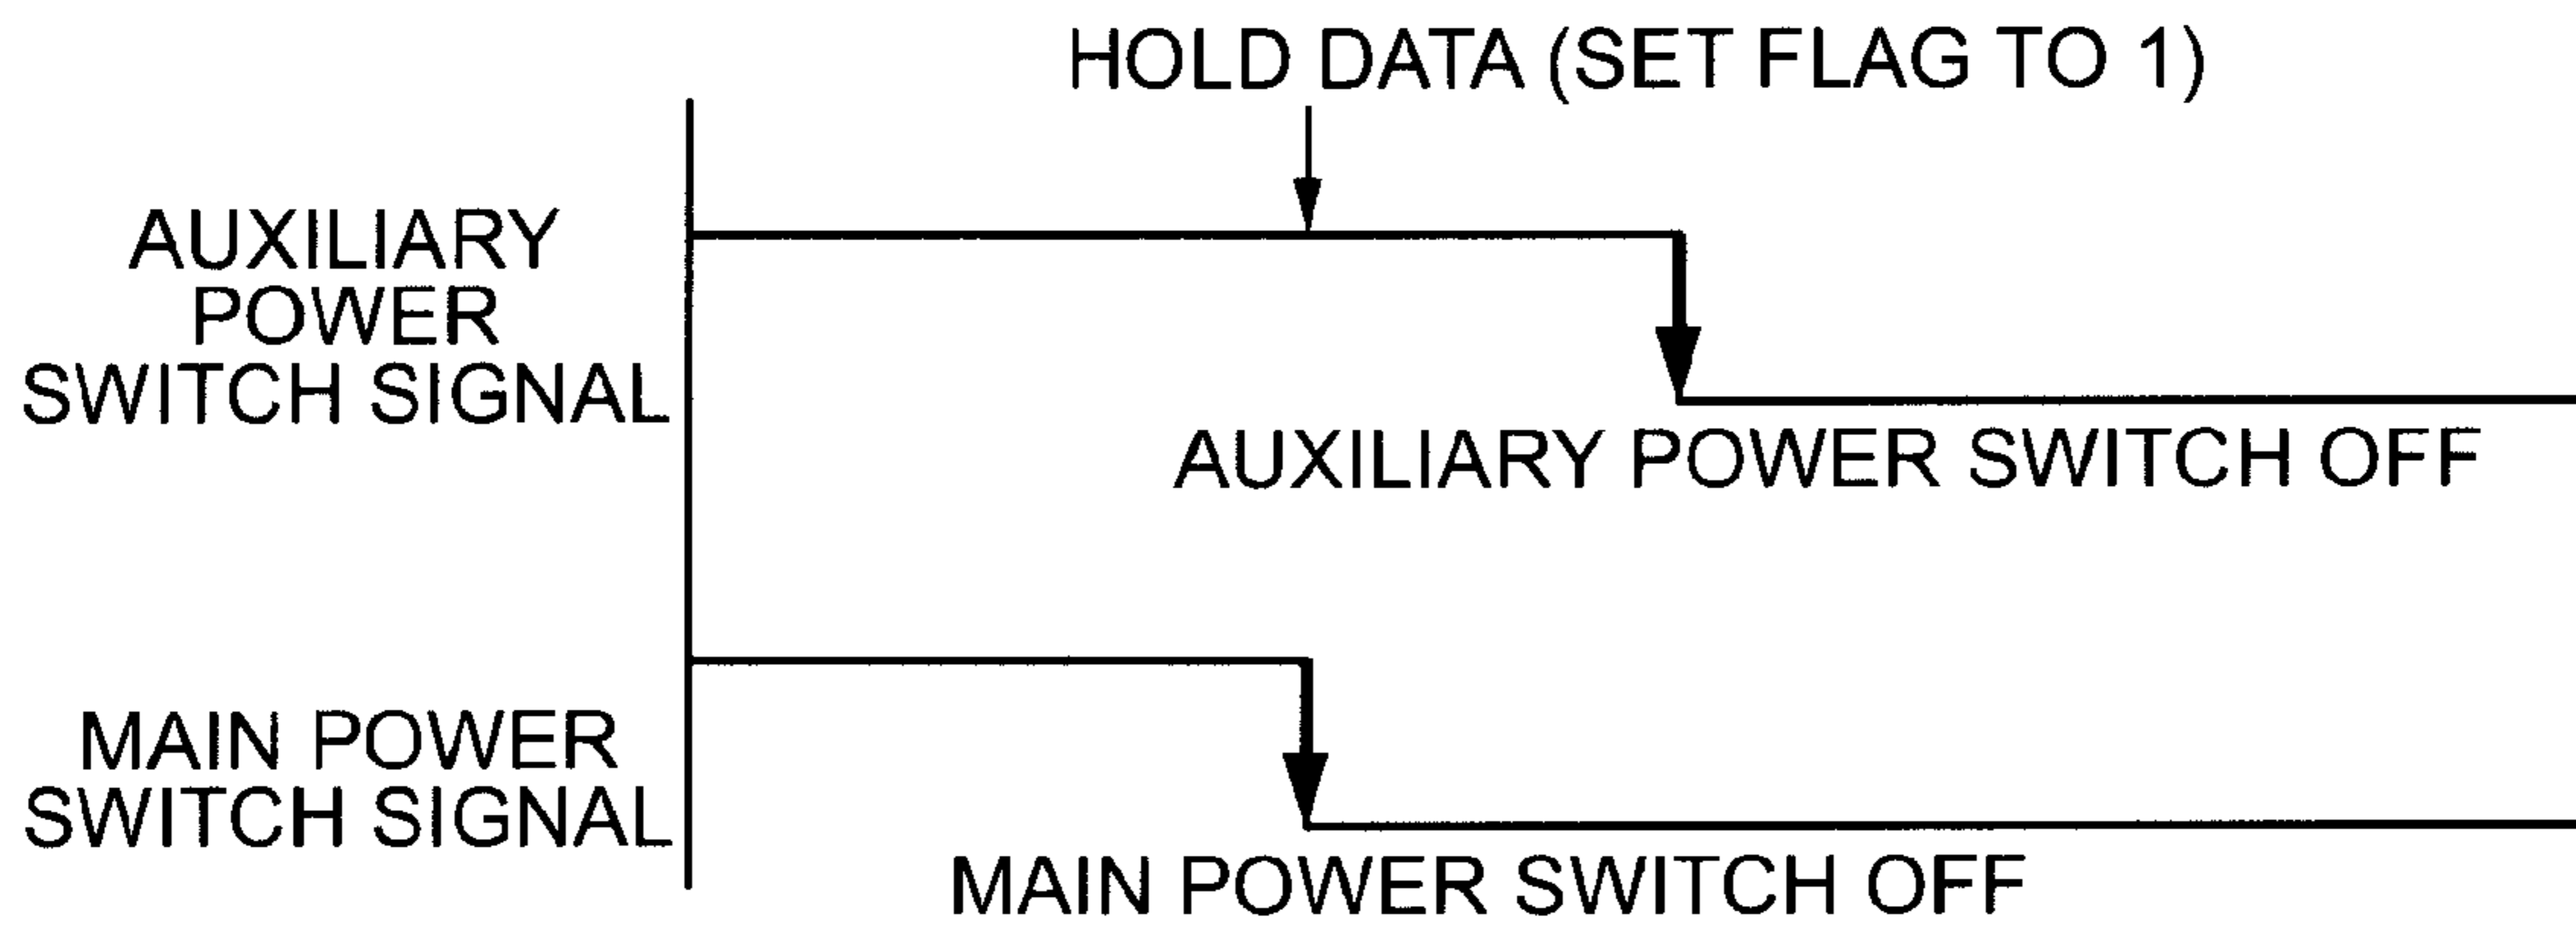 HOLD DATA (SET FLAG TO 1)
AUXILIARY
POWER
SWITCH SIGNAL
AUXILIARY POWER SWITCH OFF
MAIN POWER
SWITCH SIGNAL
MAIN POWER SWITCH OFF